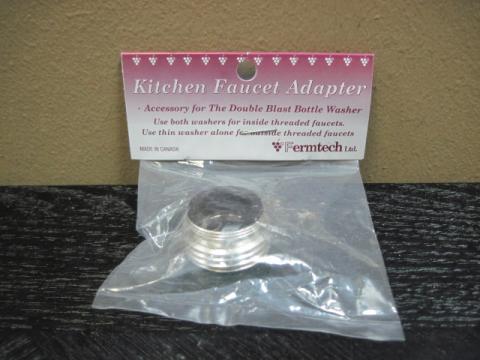 Kitchen Faucet Adapter
· Accessory for The Double Blast Bottle Washer
Use both washers for inside threaded faucets.
Use thin washer alone for outside threaded faucets
MADE IN CANADA
Fermtech Ltd.